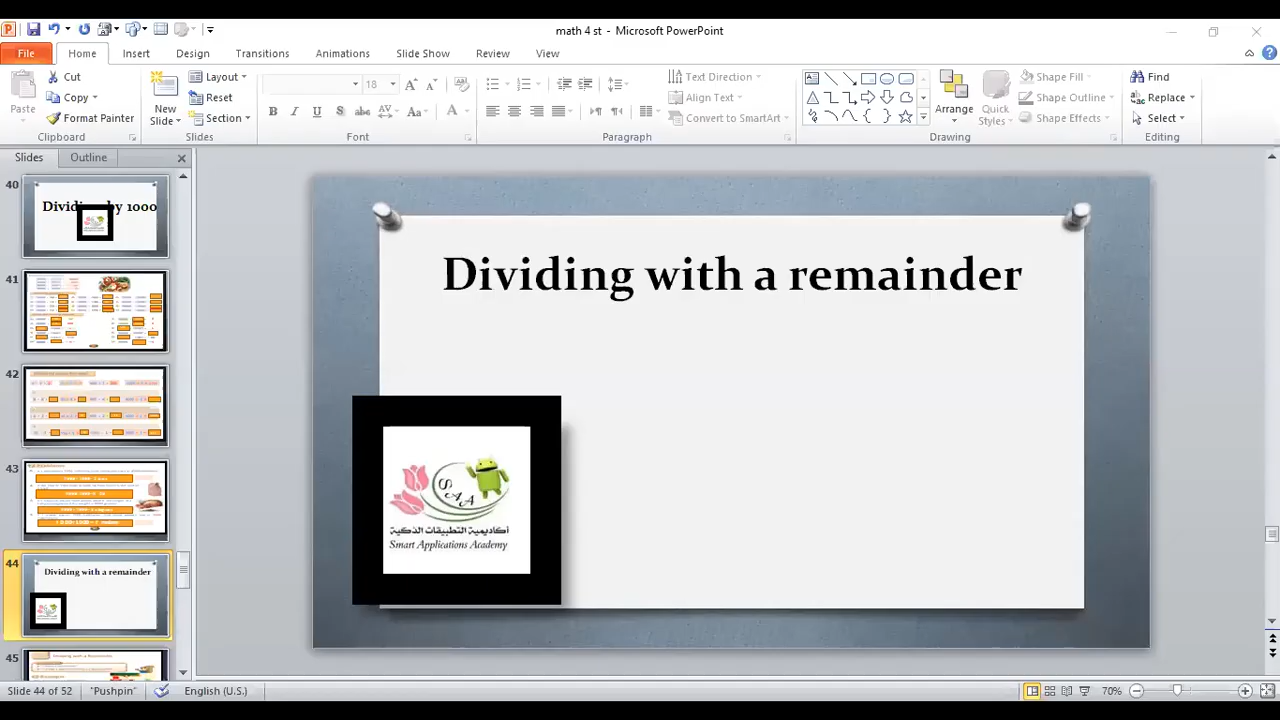 math 4 st - Microsoft PowerPoint
File
Home
Insert
Design
Transitions
Animations
Slide Show
Review
View
Paste
Cut
Copy
Format Painter
Clipboard
New Slide
Layout
Reset
Section
Slides
18
Font
Paragraph
Text Direction
Align Text
Convert to SmartArt
Arrange
Quick Styles
Shape Fill
Shape Outline
Shape Effects
Drawing
Find
Replace
Select
Editing
Slides
Outline
40
41
42
43
44
Dividing with a remainder
45
Dividing with a remainder
SAA
أكاديمية التطبيقات الذكية
Smart Applications Academy
Slide 44 of 52
"Pushpin"
English (U.S.)
70%